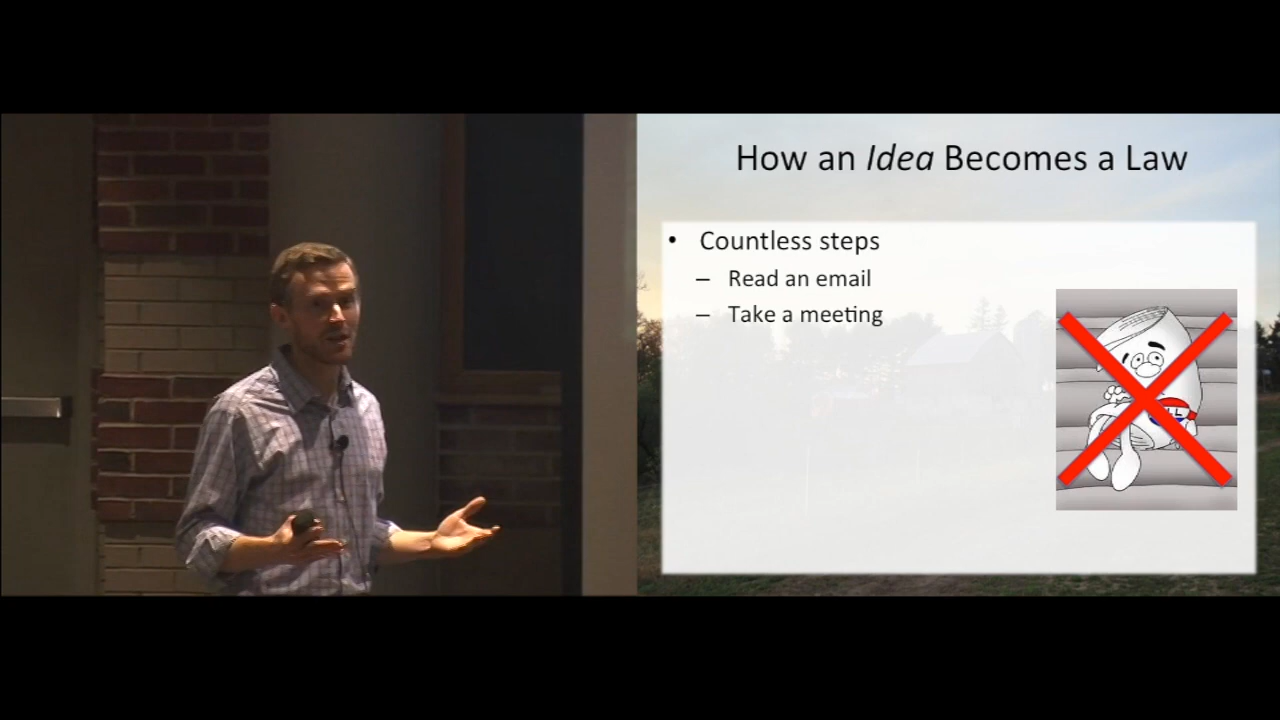 How an Idea Becomes a Law
• Countless steps
– Read an email
– Take a meeting